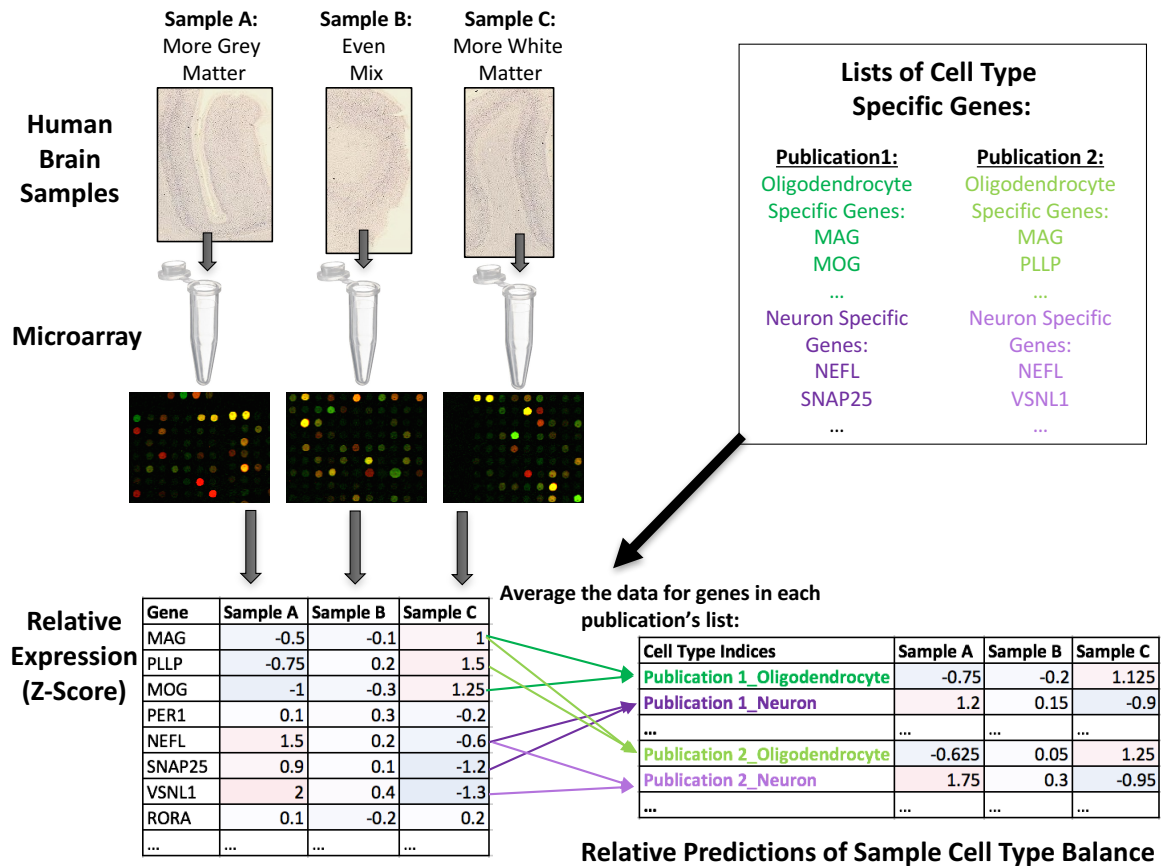 Sample A:
More Grey
Matter
Sample B:
Even
Mix
Sample C:
More White
Matter
Human
Brain
Samples
Microarray
Lists of Cell Type
Specific Genes:
Publication1:
Oligodendrocyte
Specific Genes:
MAG
MOG
...
Neuron Specific
Genes:
NEFL
SNAP25
...
Publication 2:
Oligodendrocyte
Specific Genes:
MAG
PLLP
...
Neuron Specific
Genes:
NEFL
VSNL1
...
Relative
Expression
(Z-Score)
Gene Sample A Sample B Sample C
MAG -0.5 -0.1 1
PLLP -0.75 0.2 1.5
MOG -1 -0.3 1.25
PER1 0.1 0.3 -0.2
NEFL 1.5 0.2 -0.6
SNAP25 0.9 0.1 -1.2
VSNL1 2 0.4 -1.3
RORA 0.1 -0.2 0.2
... ... ... ...
Average the data for genes in each
publication's list:
Cell Type Indices Sample A Sample B Sample C
Publication 1_Oligodendrocyte -0.75 -0.2 1.125
Publication 1_Neuron 1.2 0.15 -0.9
... ... ... ...
Publication 2_Oligodendrocyte -0.625 0.05 1.25
Publication 2_Neuron 1.75 0.3 -0.95
... ... ... ...
Relative Predictions of Sample Cell Type Balance